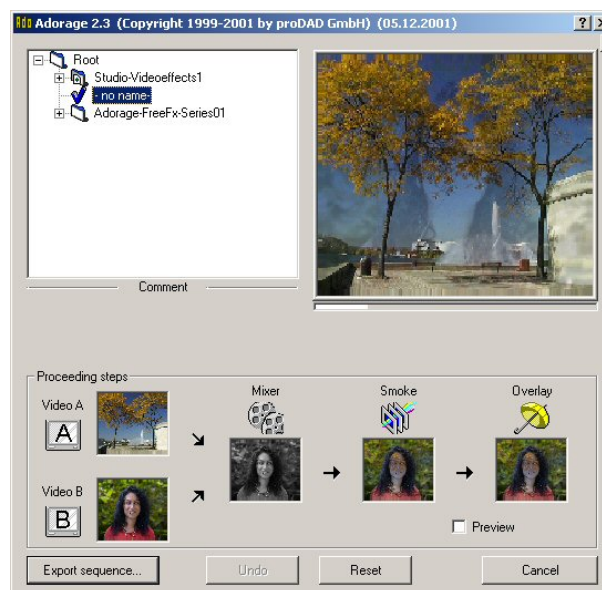 Ado Adorage 2.3 (Copyright 1999-2001 by proDAD GmbH) (05.12.2001)
Root
Studio-Videoeffects1
- no name-
Adorage-FreeFx-Series01
Comment
Proceeding steps
Video A
A
Mixer
Smoke
Overlay
Video B
B
Preview
Export sequence...
Undo
Reset
Cancel